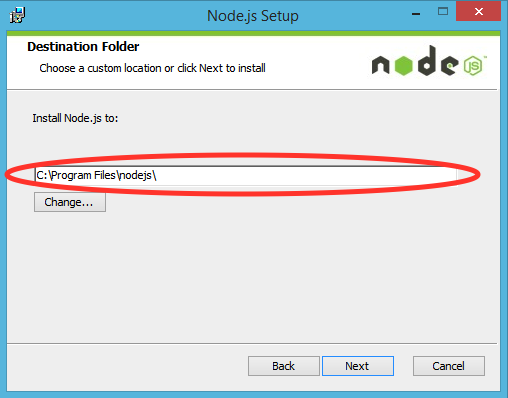 Node.js Setup
Destination Folder
Choose a custom location or click Next to install
node
JS
Install Node.js to:
C:\Program Files\nodejs\
Change...
Back
Next
Cancel